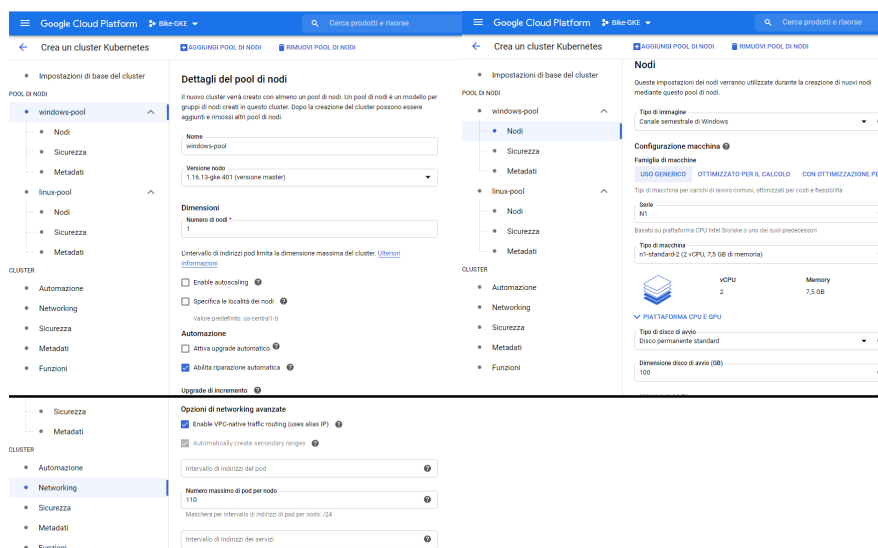 Google Cloud Platform
Bike-GKE
Cerca prodotti e risorse
Crea un cluster Kubernetes
AGGIUNGI POOL DI NODI
RIMUOVI POOL DI NODI
Impostazioni di base del cluster
POOL DI NODI
windows-pool
Nodi
Sicurezza
Metadati
linux-pool
Nodi
Sicurezza
Metadati
CLUSTER
Automazione
Networking
Sicurezza
Metadati
Funzioni
Dettagli del pool di nodi
Il nuovo cluster verrà creato con almeno un pool di nodi. Un pool di nodi è un modello per
gruppi di nodi creati in questo cluster. Dopo la creazione del cluster possono essere
aggiunti e rimossi altri pool di nodi.
Nome
windows-pool
Versione nodo
1.16.13-gke.401 (versione master)
Dimensioni
Numero di nodi *
1
L'intervallo di indirizzi pod limita la dimensione massima del cluster. Ulteriori
informazioni
Enable autoscaling
Specifica le località dei nodi
Valore predefinito: us-central1-b
Automazione
Attiva upgrade automatico
Abilita riparazione automatica
Upgrade di incremento
Google Cloud Platform
Bike-GKE
Cerca prodotti e risorse
Crea un cluster Kubernetes
AGGIUNGI POOL DI NODI
RIMUOVI POOL DI NODI
Impostazioni di base del cluster
POOL DI NODI
windows-pool
Nodi
Sicurezza
Metadati
linux-pool
Nodi
Sicurezza
Metadati
CLUSTER
Automazione
Networking
Sicurezza
Metadati
Funzioni
Nodi
Queste impostazioni dei nodi verranno utilizzate durante la creazione di nuovi nodi
mediante questo pool di nodi.
Tipo di immagine
Canale semestrale di Windows
Configurazione macchina
Famiglia di macchine
USO GENERICO
OTTIMIZZATO PER IL CALCOLO
CON OTTIMIZZAZIONE PE
Tipi di macchina per carichi di lavoro comuni, ottimizzati per costi e flessibilità
Serie
N1
Basato su piattaforma CPU Intel Skylake o uno dei suoi predecessori
Tipo di macchina
n1-standard-2 (2 vCPU, 7,5 GB di memoria)
vCPU
Memory
2
7,5 GB
PIATTAFORMA CPU E GPU
Tipo di disco di avvio
Disco permanente standard
Dimensione disco di avvio (GB)
100
Sicurezza
Metadati
CLUSTER
Automazione
Networking
Sicurezza
Metadati
Funzioni
Opzioni di networking avanzate
Enable VPC-native traffic routing (uses alias IP)
Automatically create secondary ranges
Intervallo di indirizzi del pod
Numero massimo di pod per nodo
110
Maschera per intervallo di indirizzi di pod per nodo: /24
Intervallo di indirizzi dei servizi